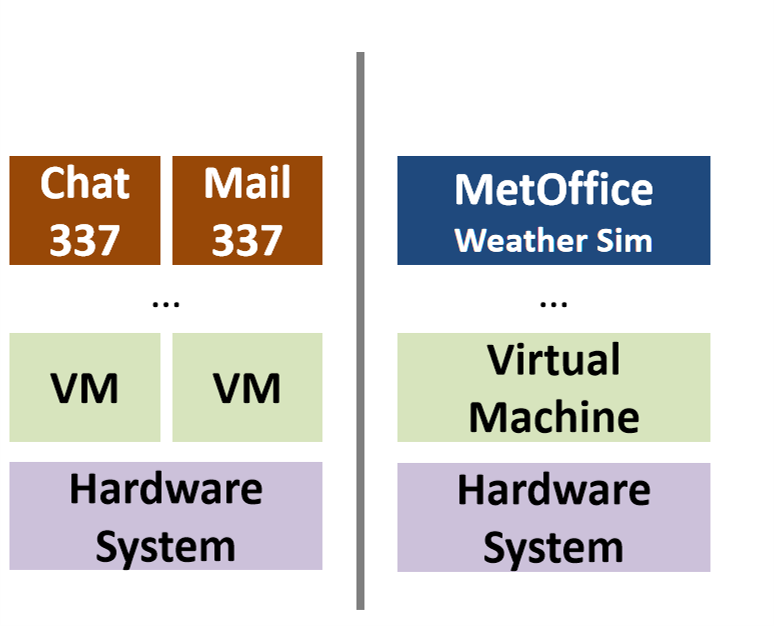 Chat
337
Mail
337
...
VM
VM
Hardware
System
MetOffice
Weather Sim
...
Virtual
Machine
Hardware
System